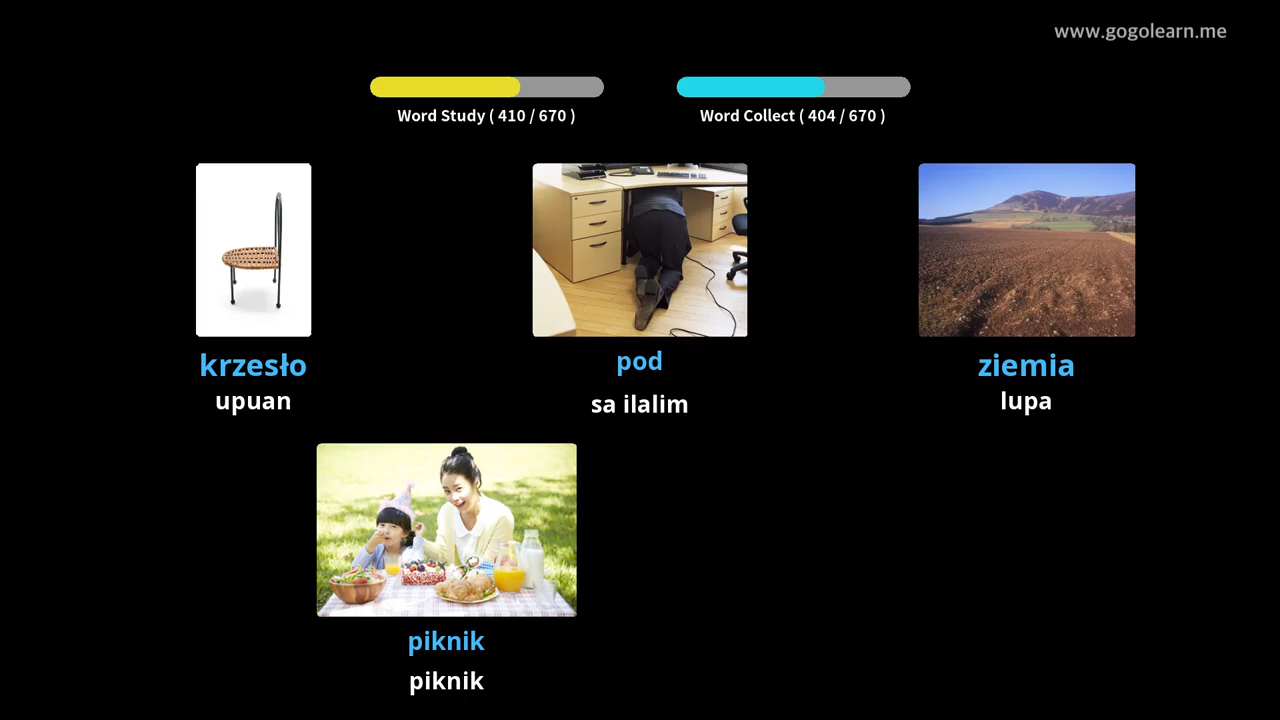 www.gogolearn.me
Word Study ( 410 / 670 )
Word Collect ( 404 / 670 )
krzesło
upuan
pod
sa ilalim
ziemia
lupa
piknik
piknik